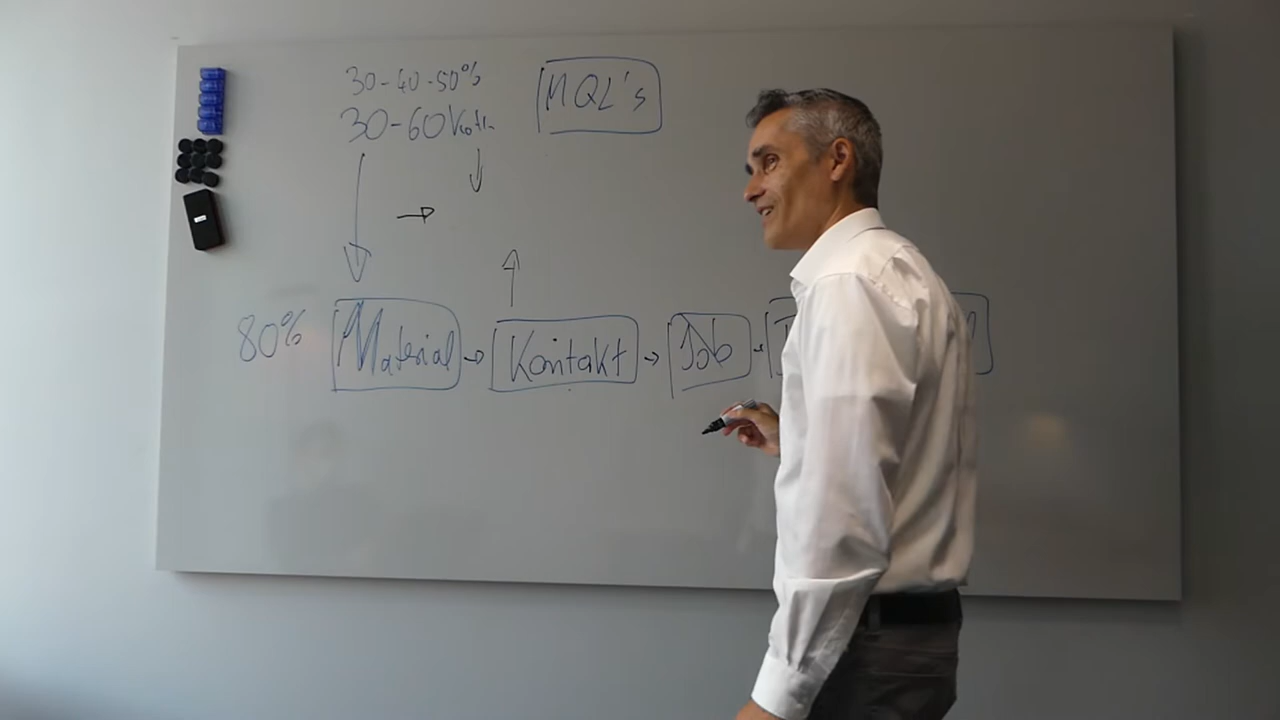 30-40-50%
MQL's
30-60
80% Material → Kontakt → Job →